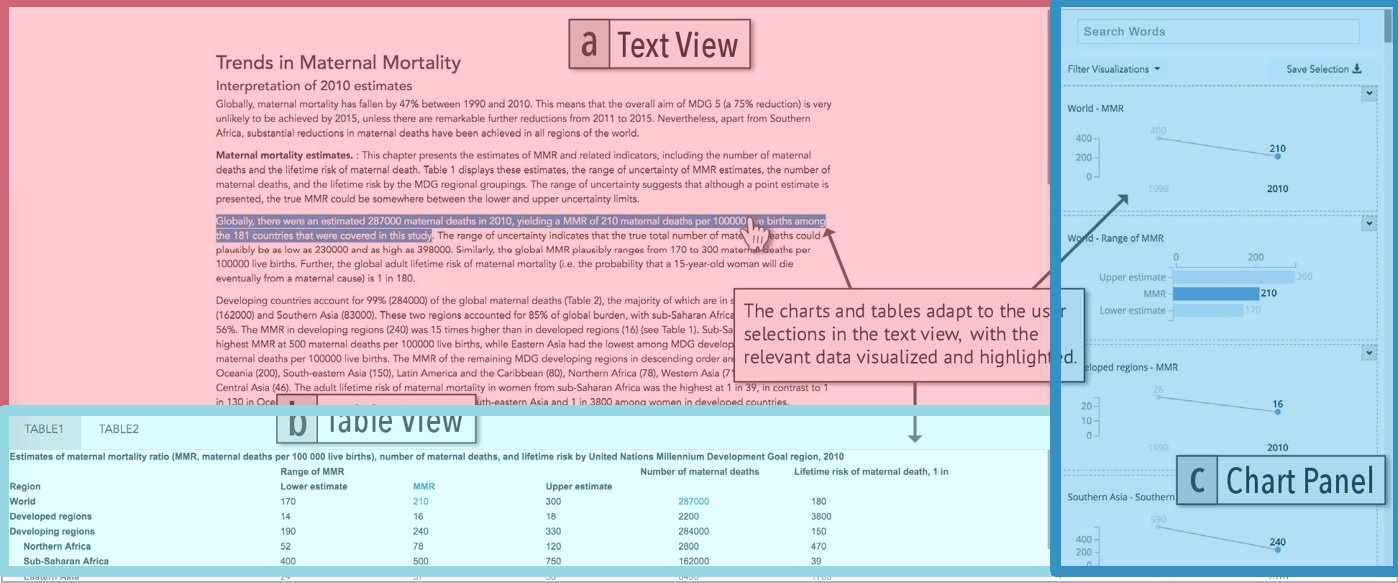 a Text View
Trends in Maternal Mortality
Interpretation of 2010 estimates
Globally, maternal mortality has fallen by 47% between 1990 and 2010. This means that the overall aim of MDG 5 (a 75% reduction) is very
unlikely to be achieved by 2015, unless there are remarkable further reductions from 2011 to 2015. Nevertheless, apart from Southern
Africa, substantial reductions in maternal deaths have been achieved in all regions of the world.
Maternal mortality estimates. : This chapter presents the estimates of MMR and related indicators, including the number of maternal
deaths and the lifetime risk of maternal death. Table 1 displays these estimates, the range of uncertainty of MMR estimates, the number of
maternal deaths, and the lifetime risk by the MDG regional groupings. The range of uncertainty suggests that although a point estimate is
presented, the true MMR could be somewhere between the lower and upper uncertainty limits.
Globally, there were an estimated 287000 maternal deaths in 2010, yielding a MMR of 210 maternal deaths per 100000 live births among
the 181 countries that were covered in this study. The range of uncertainty indicates that the true total number of maternal deaths could
plausibly be as low as 230000 and as high as 398000. Similarly, the global MMR plausibly ranges from 170 to 300 maternal deaths per
100000 live births. Further, the global adult lifetime risk of maternal mortality (i.e. the probability that a 15-year-old woman will die
eventually from a maternal cause) is 1 in 180.
Developing countries account for 99% (284000) of the global maternal deaths (Table 2), the majority of which are in s
(162000) and Southern Asia (83000). These two regions accounted for 85% of global burden, with sub-Saharan Africa
56%. The MMR in developing regions (240) was 15 times higher than in developed regions (16) (see Table 1). Sub-Sa
highest MMR at 500 maternal deaths per 100000 live births, while Eastern Asia had the lowest among MDG develop
maternal deaths per 100000 live births. The MMR of the remaining MDG developing regions in descending order are
Oceania (200), South-eastern Asia (150), Latin America and the Caribbean (80), Northern Africa (78), Western Asia (71
Central Asia (46). The adult lifetime risk of maternal mortality in women from sub-Saharan Africa was the highest at 1 in 39, in contrast to 1
in 130 in Oce uth-eastern Asia and 1 in 3800 among women in developed countries.
The charts and tables adapt to the user
selections in the text view, with the
relevant data visualized and highlighted.
b Table View
TABLE1 TABLE2
Estimates of maternal mortality ratio (MMR, maternal deaths per 100 000 live births), number of maternal deaths, and lifetime risk by United Nations Millennium Development Goal region, 2010
Range of MMR Number of maternal deaths Lifetime risk of maternal death, 1 in
Region Lower estimate MMR Upper estimate
World 170 210 300 287000 180
Developed regions 14 16 18 2200 3800
Developing regions 190 240 330 284000 150
Northern Africa 52 78 120 2800 470
Sub-Saharan Africa 400 500 750 162000 39
Eastern Asia 24 37 58 6400 1700
Search Words
Filter Visualizations Save Selection
World - MMR
400
400 210
200
0
1990 2010
World - Range of MMR
0 200
Upper estimate 300
MMR 210
Lower estimate 170
eloped regions - MMR
26
20 16
10
0
1990 2010
c Chart Panel
Southern Asia - Southern
590
400 240
200